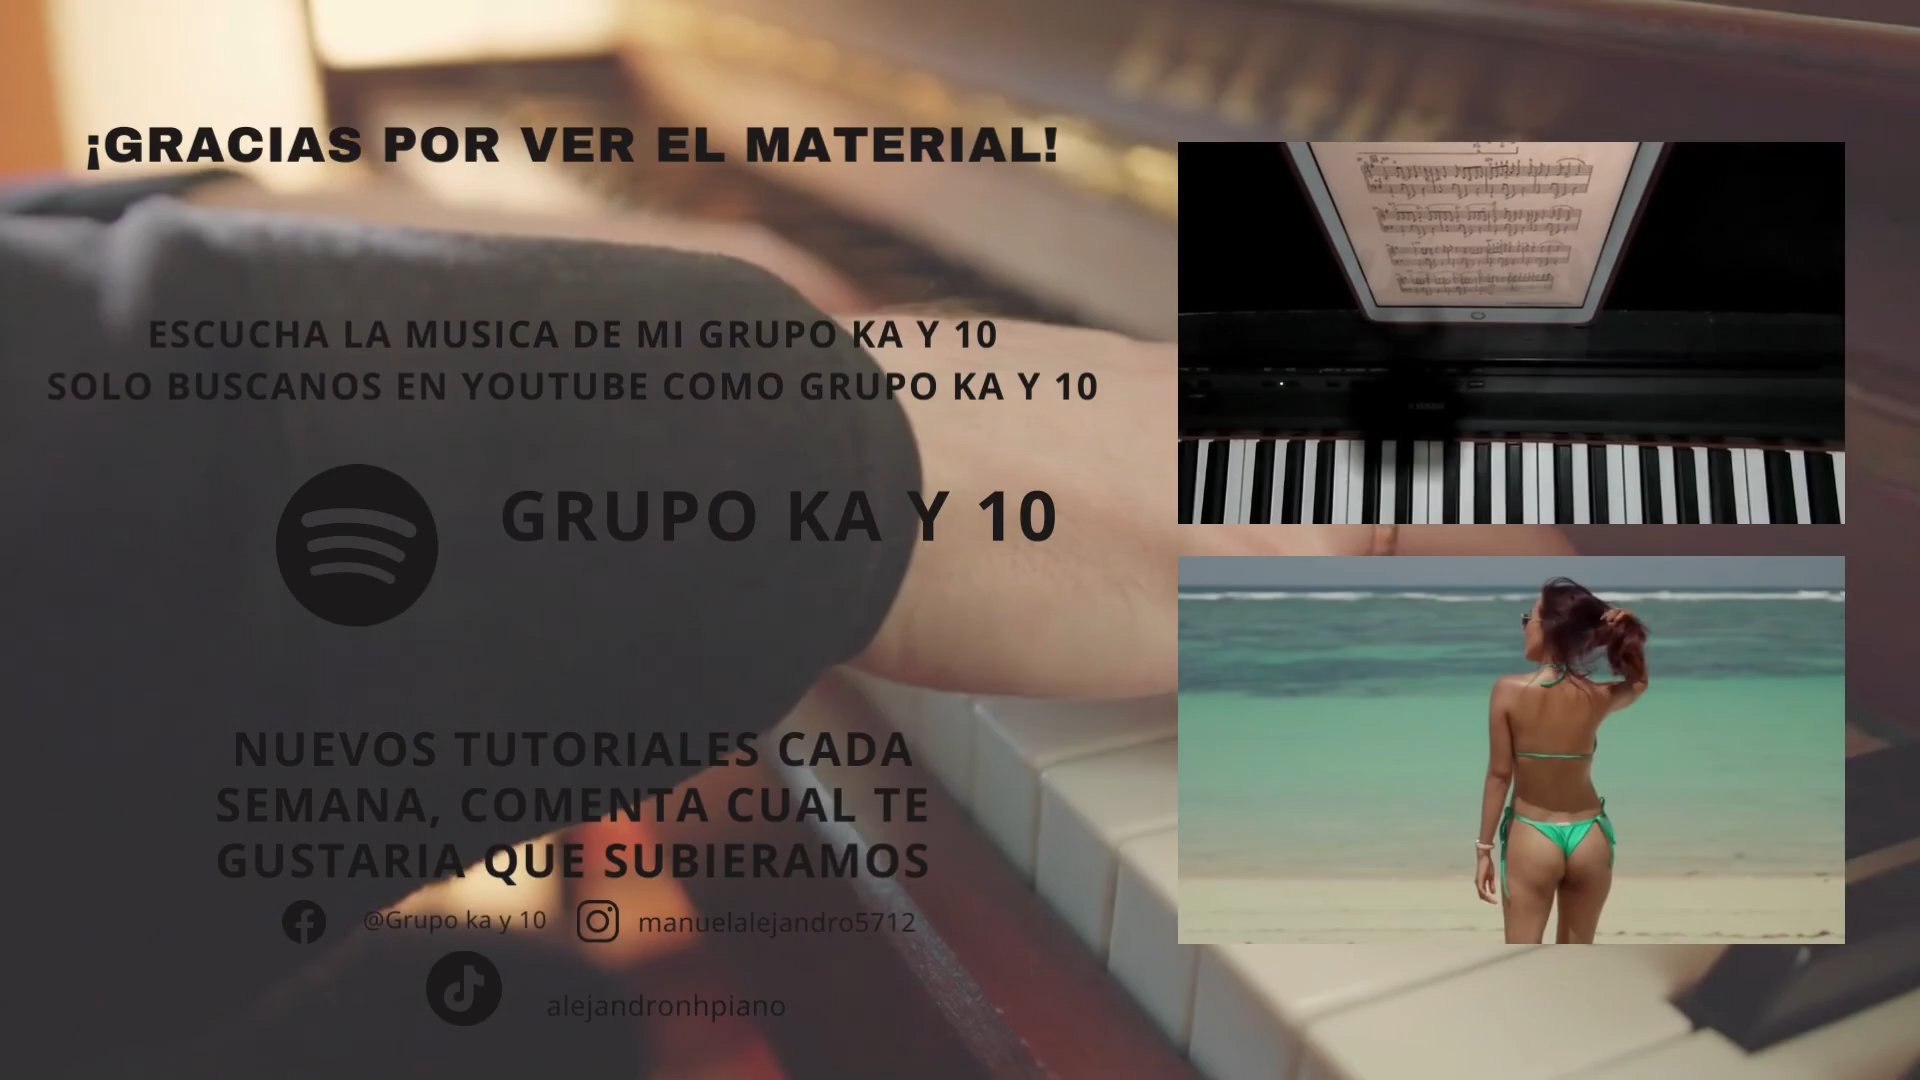 ¡GRACIAS POR VER EL MATERIAL!
ESCUCHA LA MUSICA DE MI GRUPO KA Y 10
SOLO BUSCANOS EN YOUTUBE COMO GRUPO KA Y 10
GRUPO KA Y 10
NUEVOS TUTORIALES CADA
SEMANA, COMENTA CUAL TE
GUSTARIA QUE SUBIERAMOS
@Grupo ka y 10
manuelalejandro5712
alejandronhpiano